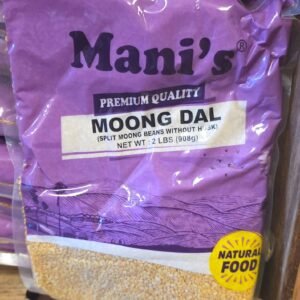 Mani's®
PREMIUM QUALITY
MOONG DAL
(SPLIT MOONG BEANS WITHOUT HUSK)
NET WT : 2 LBS (908g)
NATURAL
FOOD